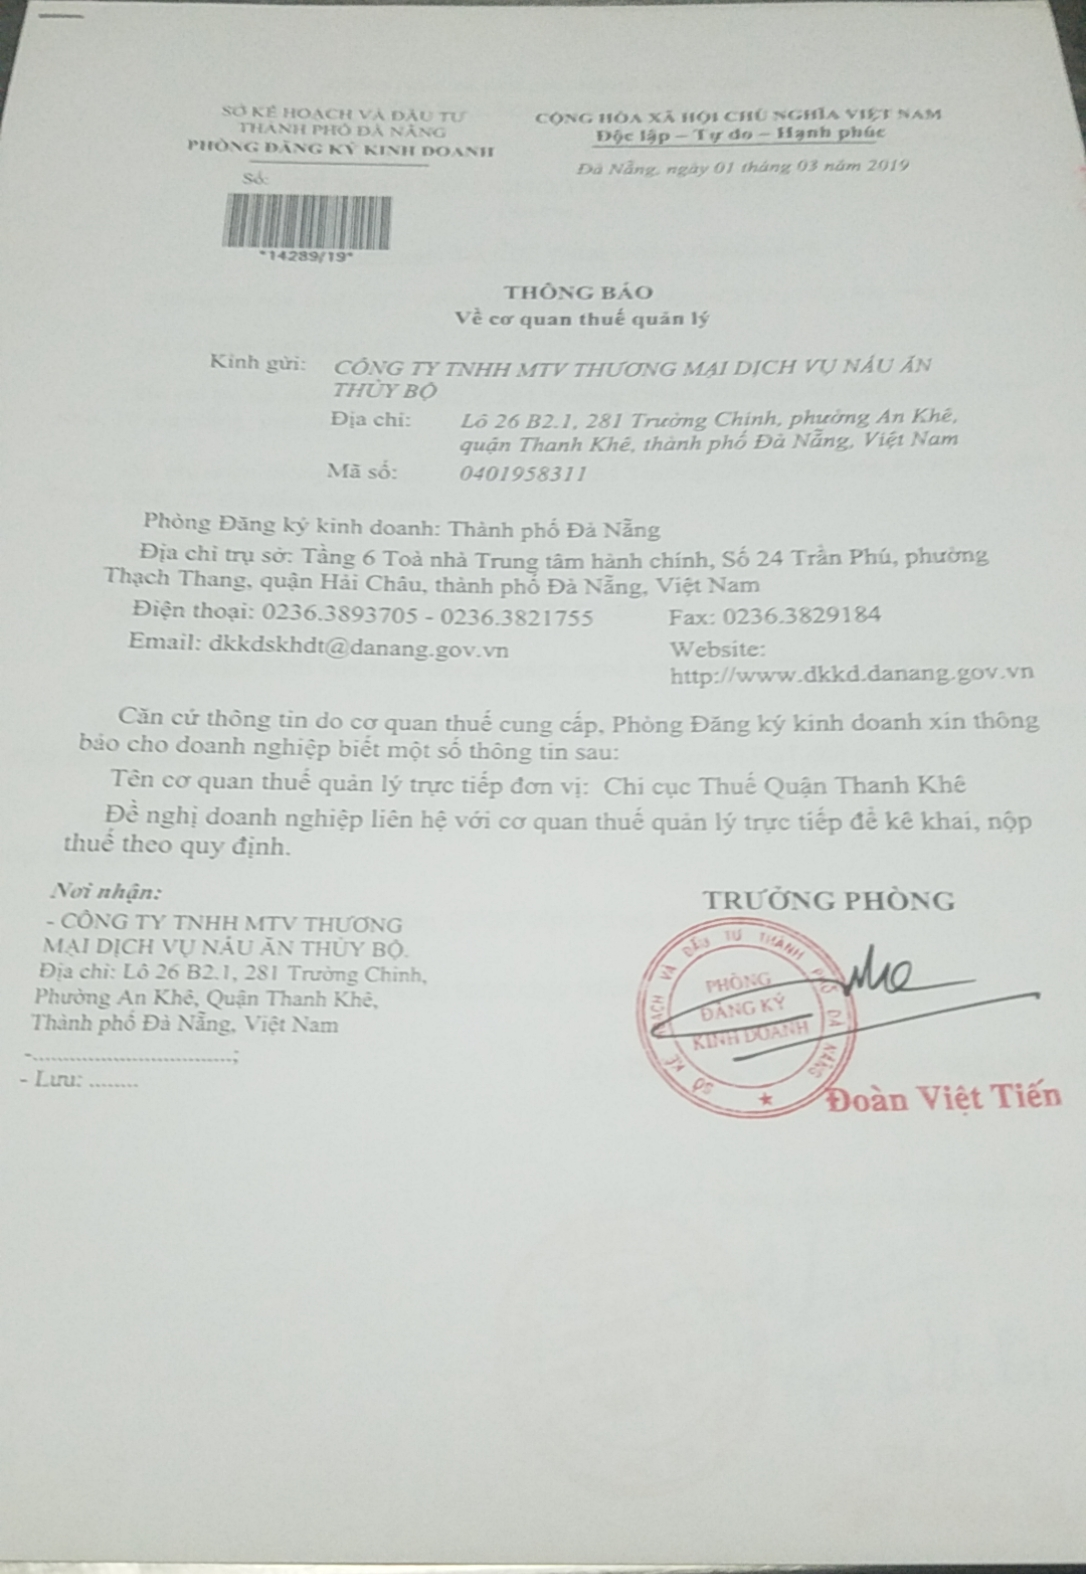 SỞ KẾ HOẠCH VÀ ĐẦU TƯ
THÀNH PHỐ ĐÀ NẴNG
PHÒNG ĐĂNG KÝ KINH DOANH
Số:
*14289/19*
CỘNG HÒA XÃ HỘI CHỦ NGHĨA VIỆT NAM
Độc lập – Tự do – Hạnh phúc
Đà Nẵng, ngày 01 tháng 03 năm 2019
THÔNG BÁO
Về cơ quan thuế quản lý
Kính gửi: CÔNG TY TNHH MTV THƯƠNG MẠI DỊCH VỤ NẤU ĂN
THỦY BỘ
Địa chỉ: Lô 26 B2.1, 281 Trường Chinh, phường An Khê,
quận Thanh Khê, thành phố Đà Nẵng, Việt Nam
Mã số: 0401958311
Phòng Đăng ký kinh doanh: Thành phố Đà Nẵng
Địa chỉ trụ sở: Tầng 6 Toà nhà Trung tâm hành chính, Số 24 Trần Phú, phường
Thạch Thang, quận Hải Châu, thành phố Đà Nẵng, Việt Nam
Điện thoại: 0236.3893705 - 0236.3821755 Fax: 0236.3829184
Email: dkkdskhdt@danang.gov.vn Website:
http://www.dkkd.danang.gov.vn
Căn cứ thông tin do cơ quan thuế cung cấp, Phòng Đăng ký kinh doanh xin thông
báo cho doanh nghiệp biết một số thông tin sau:
Tên cơ quan thuế quản lý trực tiếp đơn vị: Chi cục Thuế Quận Thanh Khê
Đề nghị doanh nghiệp liên hệ với cơ quan thuế quản lý trực tiếp để kê khai, nộp
thuế theo quy định.
Nơi nhận:
- CÔNG TY TNHH MTV THƯƠNG
MẠI DỊCH VỤ NẤU ĂN THỦY BỘ.
Địa chỉ: Lô 26 B2.1, 281 Trường Chinh,
Phường An Khê, Quận Thanh Khê,
Thành phố Đà Nẵng, Việt Nam
-................................;
- Lưu: ........
TRƯỞNG PHÒNG
SỞ KẾ HOẠCH VÀ ĐẦU TƯ THÀNH PHỐ ĐÀ NẴNG
PHÒNG
ĐĂNG KÝ
KINH DOANH
Đoàn Việt Tiến